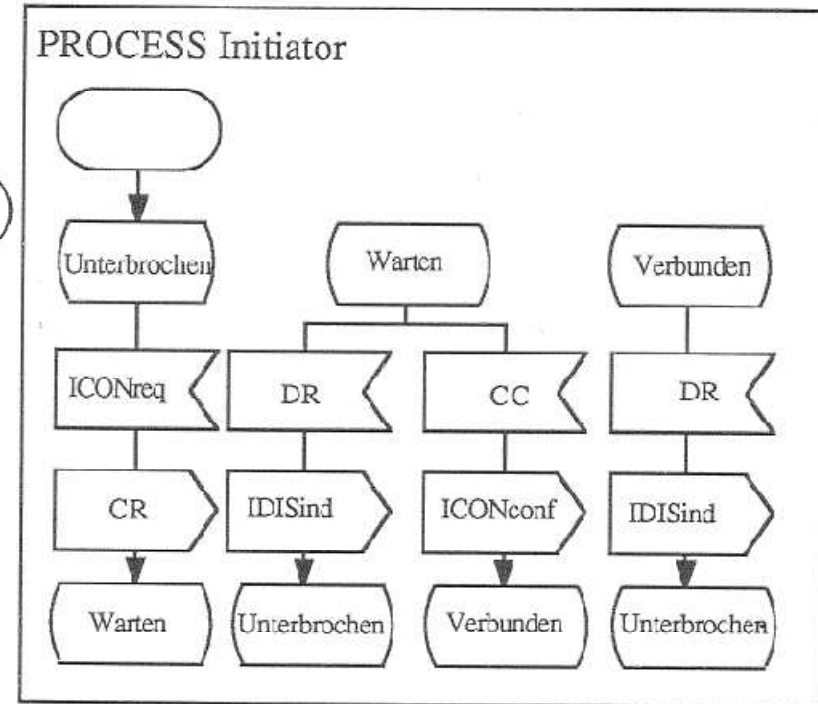 PROCESS Initiator
Unterbrochen
Warten
Verbunden
ICONreq
DR
CC
DR
CR
IDISind
ICONconf
IDISind
Warten
Unterbrochen
Verbunden
Unterbrochen